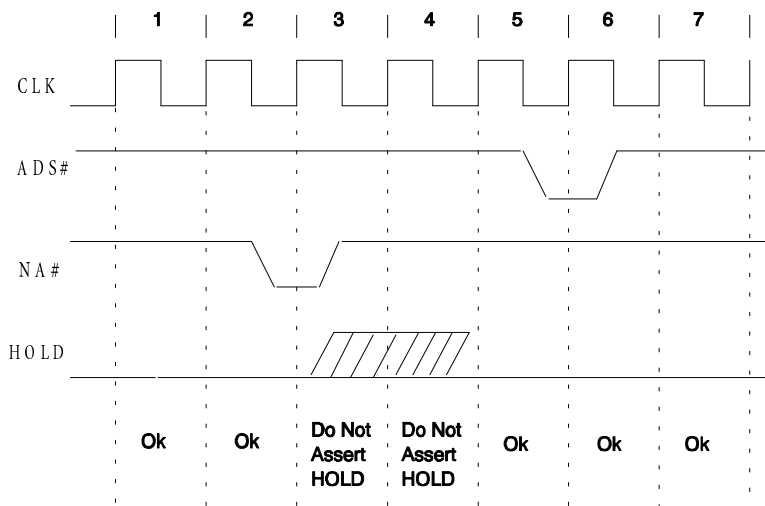 1 2 3 4 5 6 7
CLK
ADS#
NA#
HOLD
Ok Ok Do Not Assert HOLD Do Not Assert HOLD Ok Ok Ok